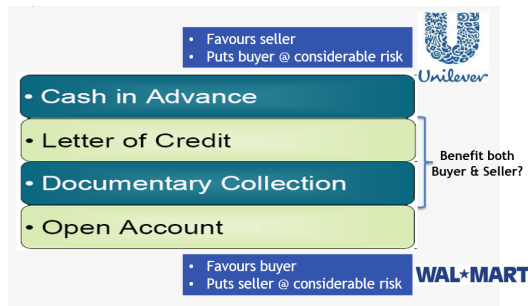 • Favours seller
• Puts buyer @ considerable risk
Unilever
• Cash in Advance
• Letter of Credit
Benefit both
Buyer & Seller?
• Documentary Collection
• Open Account
• Favours buyer
• Puts seller @ considerable risk
WAL★MART